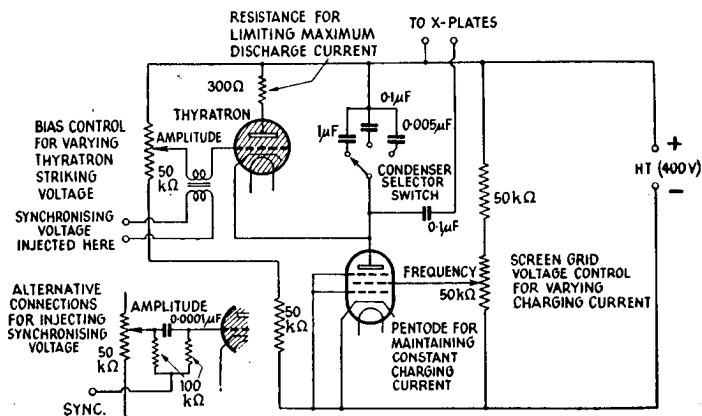 RESISTANCE FOR
LIMITING MAXIMUM
DISCHARGE CURRENT
TO X-PLATES
300Ω
THYRATRON
BIAS CONTROL
FOR VARYING
THYRATRON
STRIKING
VOLTAGE
AMPLITUDE
50
kΩ
SYNCHRONISING
VOLTAGE
INJECTED HERE
0·1μF
1μF
0·005μF
CONDENSER
SELECTOR
SWITCH
0·1μF
50kΩ
+
HT (400V)
−
ALTERNATIVE
CONNECTIONS
FOR INJECTING
SYNCHRONISING
VOLTAGE
AMPLITUDE
0·0001μF
50
kΩ
100
kΩ
SYNC.
50
kΩ
FREQUENCY
50kΩ
SCREEN GRID
VOLTAGE CONTROL
FOR VARYING
CHARGING CURRENT
PENTODE FOR
MAINTAINING
CONSTANT
CHARGING
CURRENT